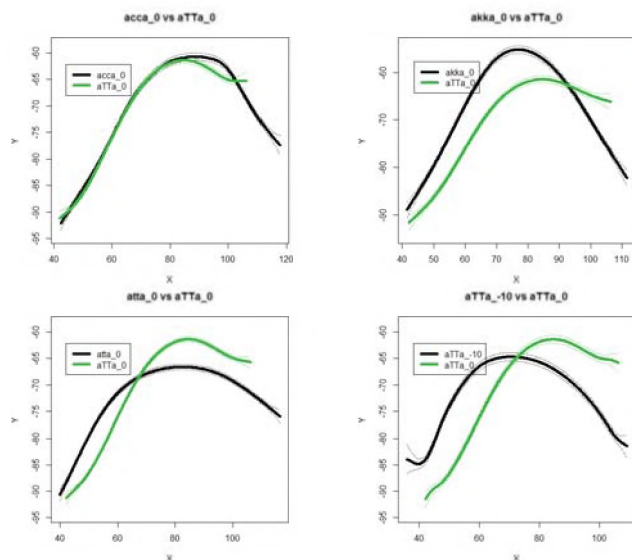 acca_0 vs aTTa_0
akka_0 vs aTTa_0
acca_0
aTTa_0
Y
-60
-65
-70
-75
-80
-85
-90
-95
40 60 80 100 120
X
akka_0
aTTa_0
Y
-60
-70
-80
-90
40 50 60 70 80 90 100 110
X
atta_0 vs aTTa_0
aTTa_-10 vs aTTa_0
atta_0
aTTa_0
Y
-60
-65
-70
-75
-80
-85
-90
-95
40 60 80 100
X
aTTa_-10
aTTa_0
Y
-60
-65
-70
-75
-80
-85
-90
-95
40 60 80 100
X